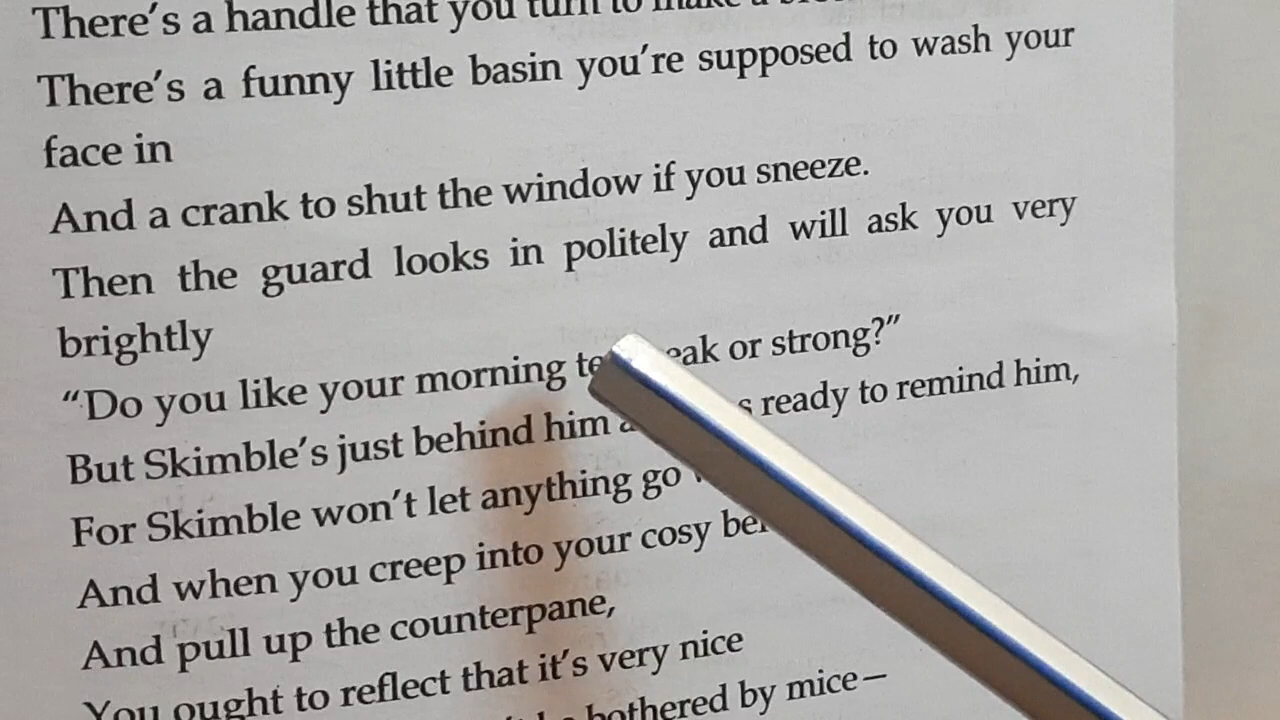 There's a handle that you turn to make a
There's a funny little basin you're supposed to wash your
face in
And a crank to shut the window if you sneeze.
Then the guard looks in politely and will ask you very
brightly
“Do you like your morning or strong?”
But Skimble's just behind him ready to remind him,
For Skimble won't let anything go
And when you creep into your cosy
And pull up the counterpane,
You ought to reflect that it's very nice
bothered by mice—